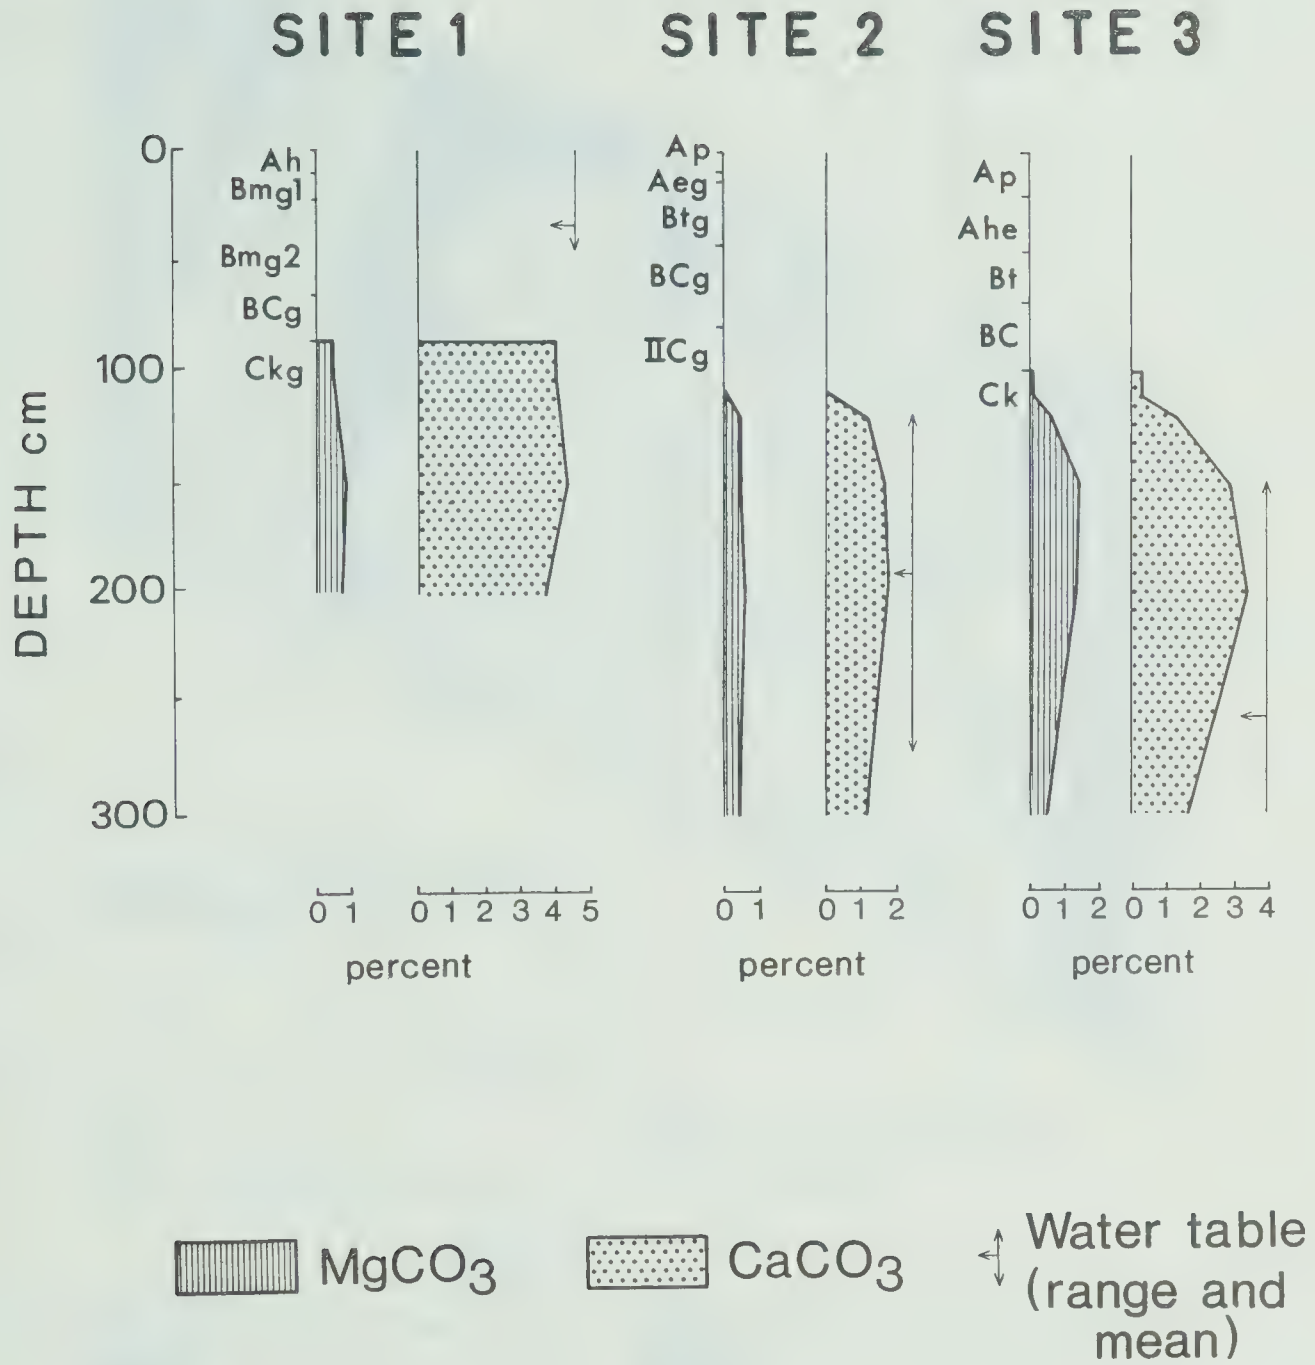 SITE 1
SITE 2
SITE 3
DEPTH cm
0
100
200
300
Ah
Bmg1
Bmg2
BCg
Ckg
Ap
Aeg
Btg
BCg
IICg
Ap
Ahe
Bt
BC
Ck
0 1
0 1 2 3 4 5
percent
0 1
0 1 2
percent
0 1 2
0 1 2 3 4
percent
MgCO3
CaCO3
Water table
(range and
mean)